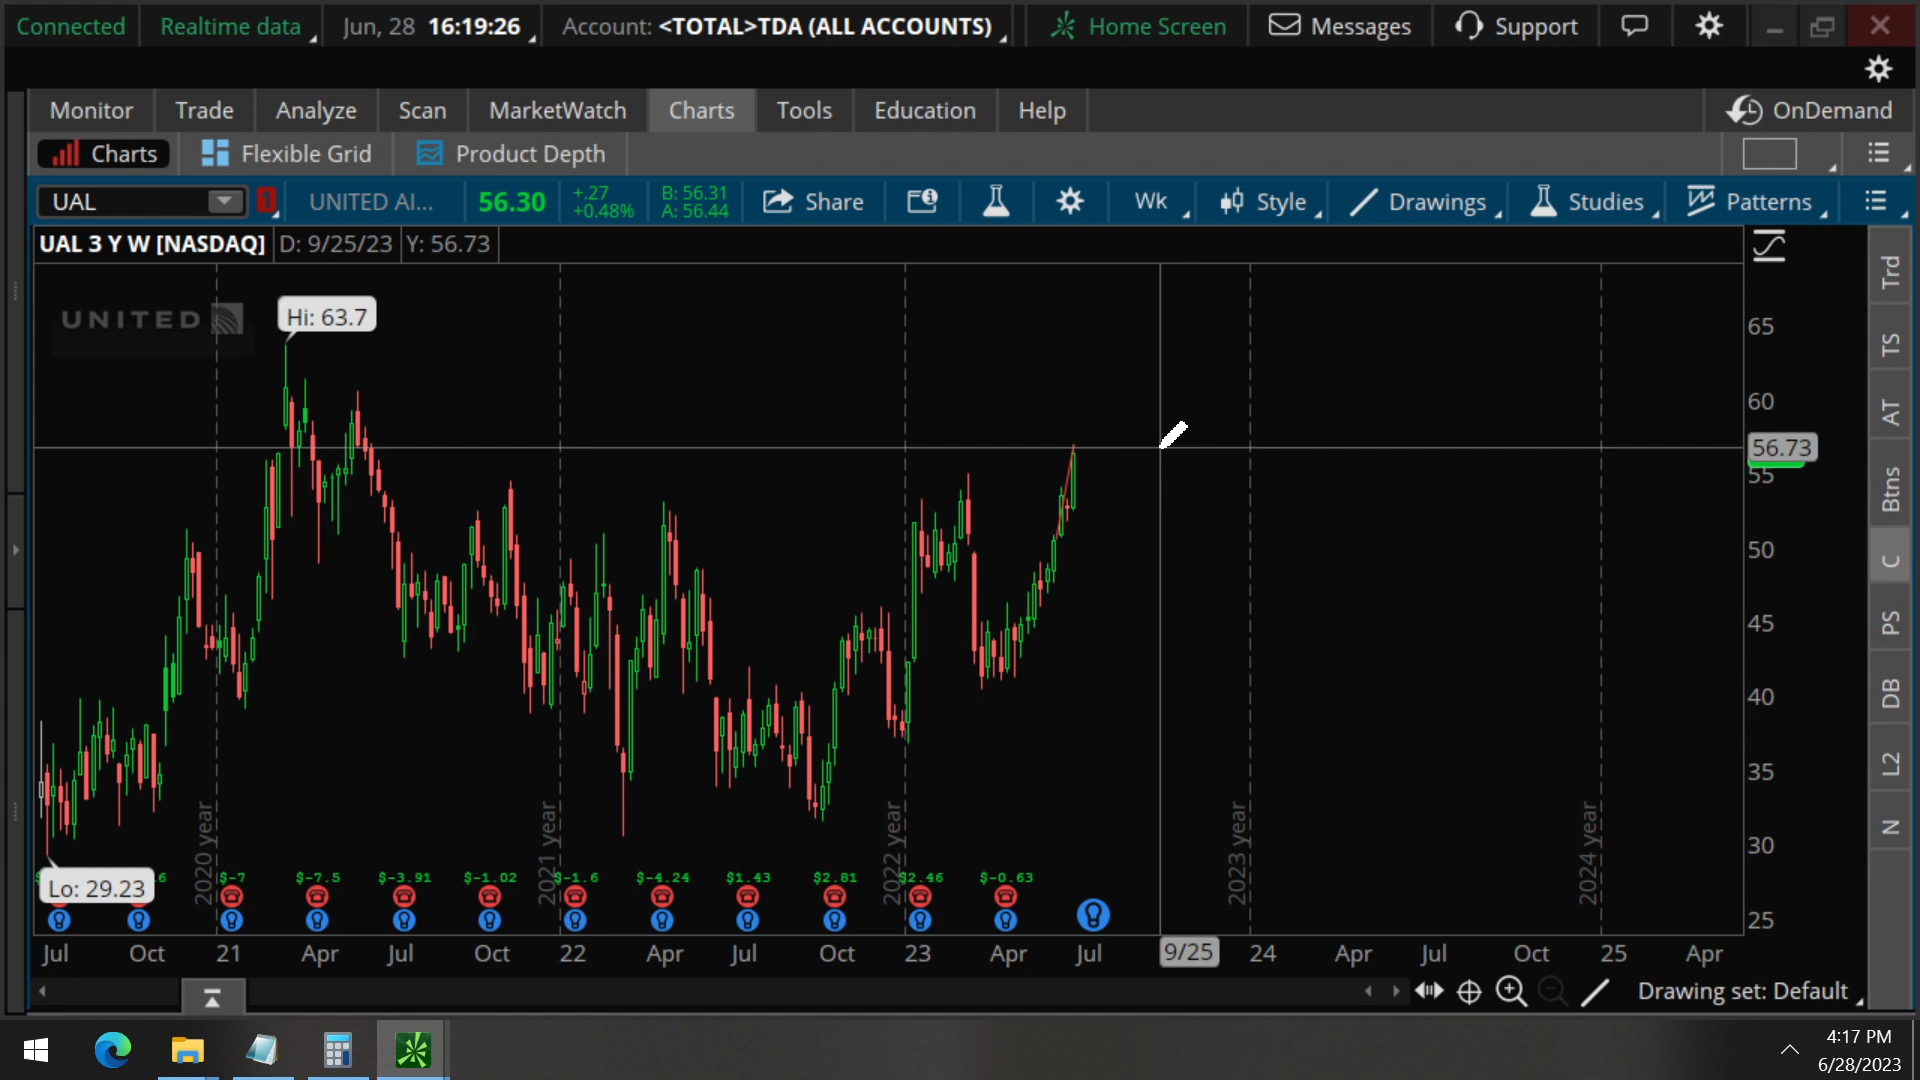 Connected Realtime data Jun, 28 16:19:26 Account: <TOTAL>TDA (ALL ACCOUNTS) Home Screen Messages Support
Monitor Trade Analyze Scan MarketWatch Charts Tools Education Help OnDemand
Charts Flexible Grid Product Depth
UAL 1 UNITED AI... 56.30 +.27 +0.48% B: 56.31 A: 56.44 Share Wk Style Drawings Studies Patterns
UAL 3 Y W [NASDAQ] D: 9/25/23 Y: 56.73
UNITED
Hi: 63.7
65
60
56.73
55
50
45
40
35
30
25
Trd
TS
AT
Btns
C
PS
DB
L2
N
2020 year
2021 year
2022 year
2023 year
2024 year
Lo: 29.23
$-7 $-7.5 $-3.91 $-1.02 $-1.6 $-4.24 $1.43 $2.81 $2.46 $-0.63
Jul Oct 21 Apr Jul Oct 22 Apr Jul Oct 23 Apr Jul 9/25 24 Apr Jul Oct 25 Apr
Drawing set: Default
4:17 PM
6/28/2023